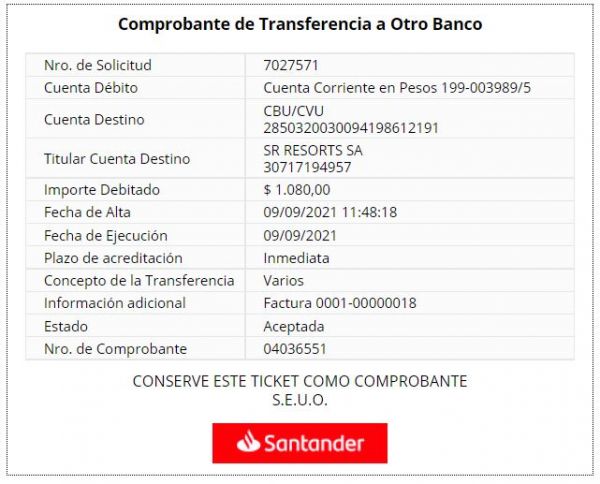 Comprobante de Transferencia a Otro Banco
Nro. de Solicitud 7027571
Cuenta Débito Cuenta Corriente en Pesos 199-003989/5
Cuenta Destino CBU/CVU
2850320030094198612191
Titular Cuenta Destino SR RESORTS SA
30717194957
Importe Debitado $ 1.080,00
Fecha de Alta 09/09/2021 11:48:18
Fecha de Ejecución 09/09/2021
Plazo de acreditación Inmediata
Concepto de la Transferencia Varios
Información adicional Factura 0001-00000018
Estado Aceptada
Nro. de Comprobante 04036551
CONSERVE ESTE TICKET COMO COMPROBANTE
S.E.U.O.
Santander